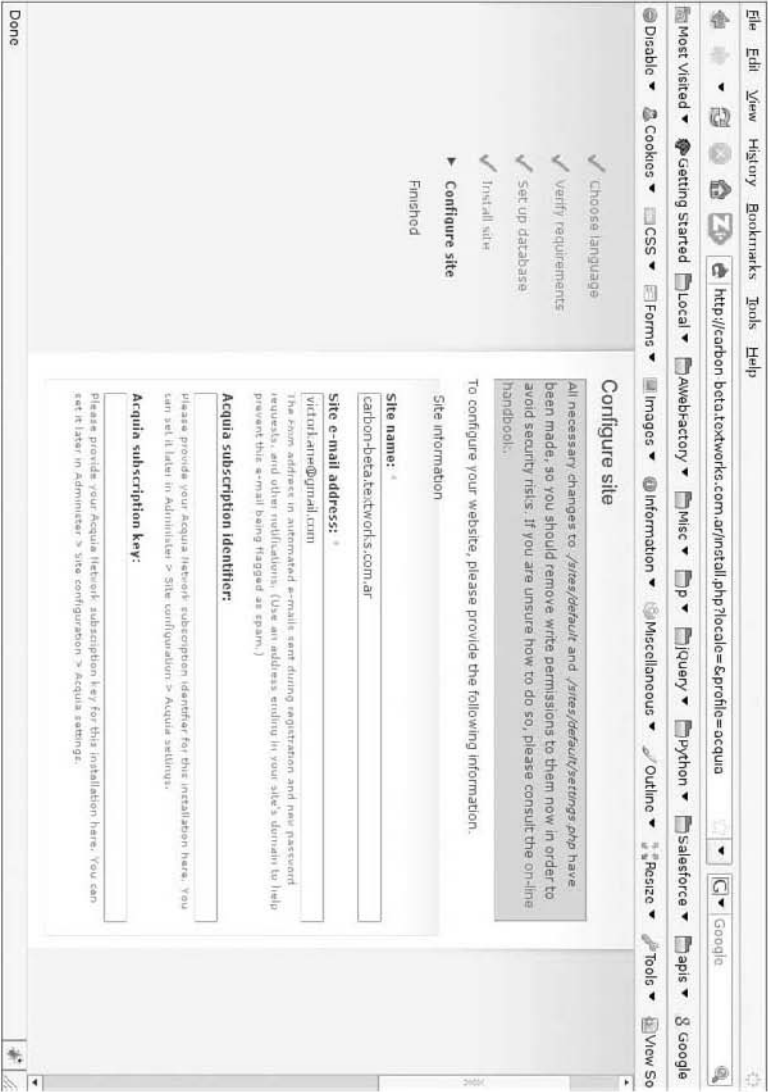 File Edit View History Bookmarks Tools Help
http://carbon-beta.textworks.com.ar/install.php?locale=&profile=acquia
G Google
Most Visited Getting Started Local AWebFactory Misc p jQuery Python Salesforce apis Google
Disable Cookies CSS Forms Images Information Miscellaneous Outline Resize Tools View S
Choose language
Verify requirements
Set up database
Install site
Configure site
Finished
Configure site
All necessary changes to ./sites/default and ./sites/default/settings.php have
been made, so you should remove write permissions to them now in order to
avoid security risks. If you are unsure how to do so, please consult the on-line
handbook.
To configure your website, please provide the following information.
Site information
Site name: *
carbon-beta.textworks.com.ar
Site e-mail address: *
victorkane@gmail.com
The From address in automated e-mails sent during registration and new password
requests, and other notifications. (Use an address ending in your site's domain to help
prevent this e-mail being flagged as spam.)
Acquia subscription identifier:
Please provide your Acquia Network subscription identifier for this installation here. You
can set it later in Administer > Site configuration > Acquia settings.
Acquia subscription key:
Please provide your Acquia Network subscription key for this installation here. You can
set it later in Administer > Site configuration > Acquia settings.
Done